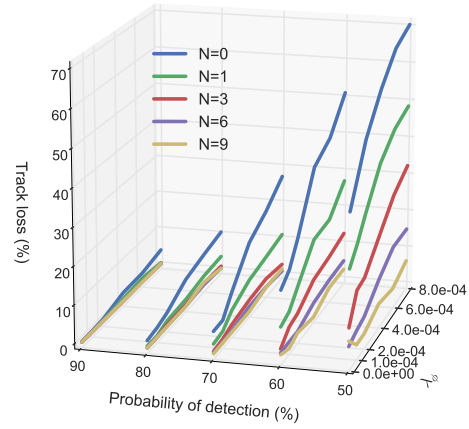 N=0
N=1
N=3
N=6
N=9
Track loss (%)
70
60
50
40
30
20
10
0
90
80
70
60
50
Probability of detection (%)
8.0e-04
6.0e-04
4.0e-04
2.0e-04
1.0e-04
0.0e+00